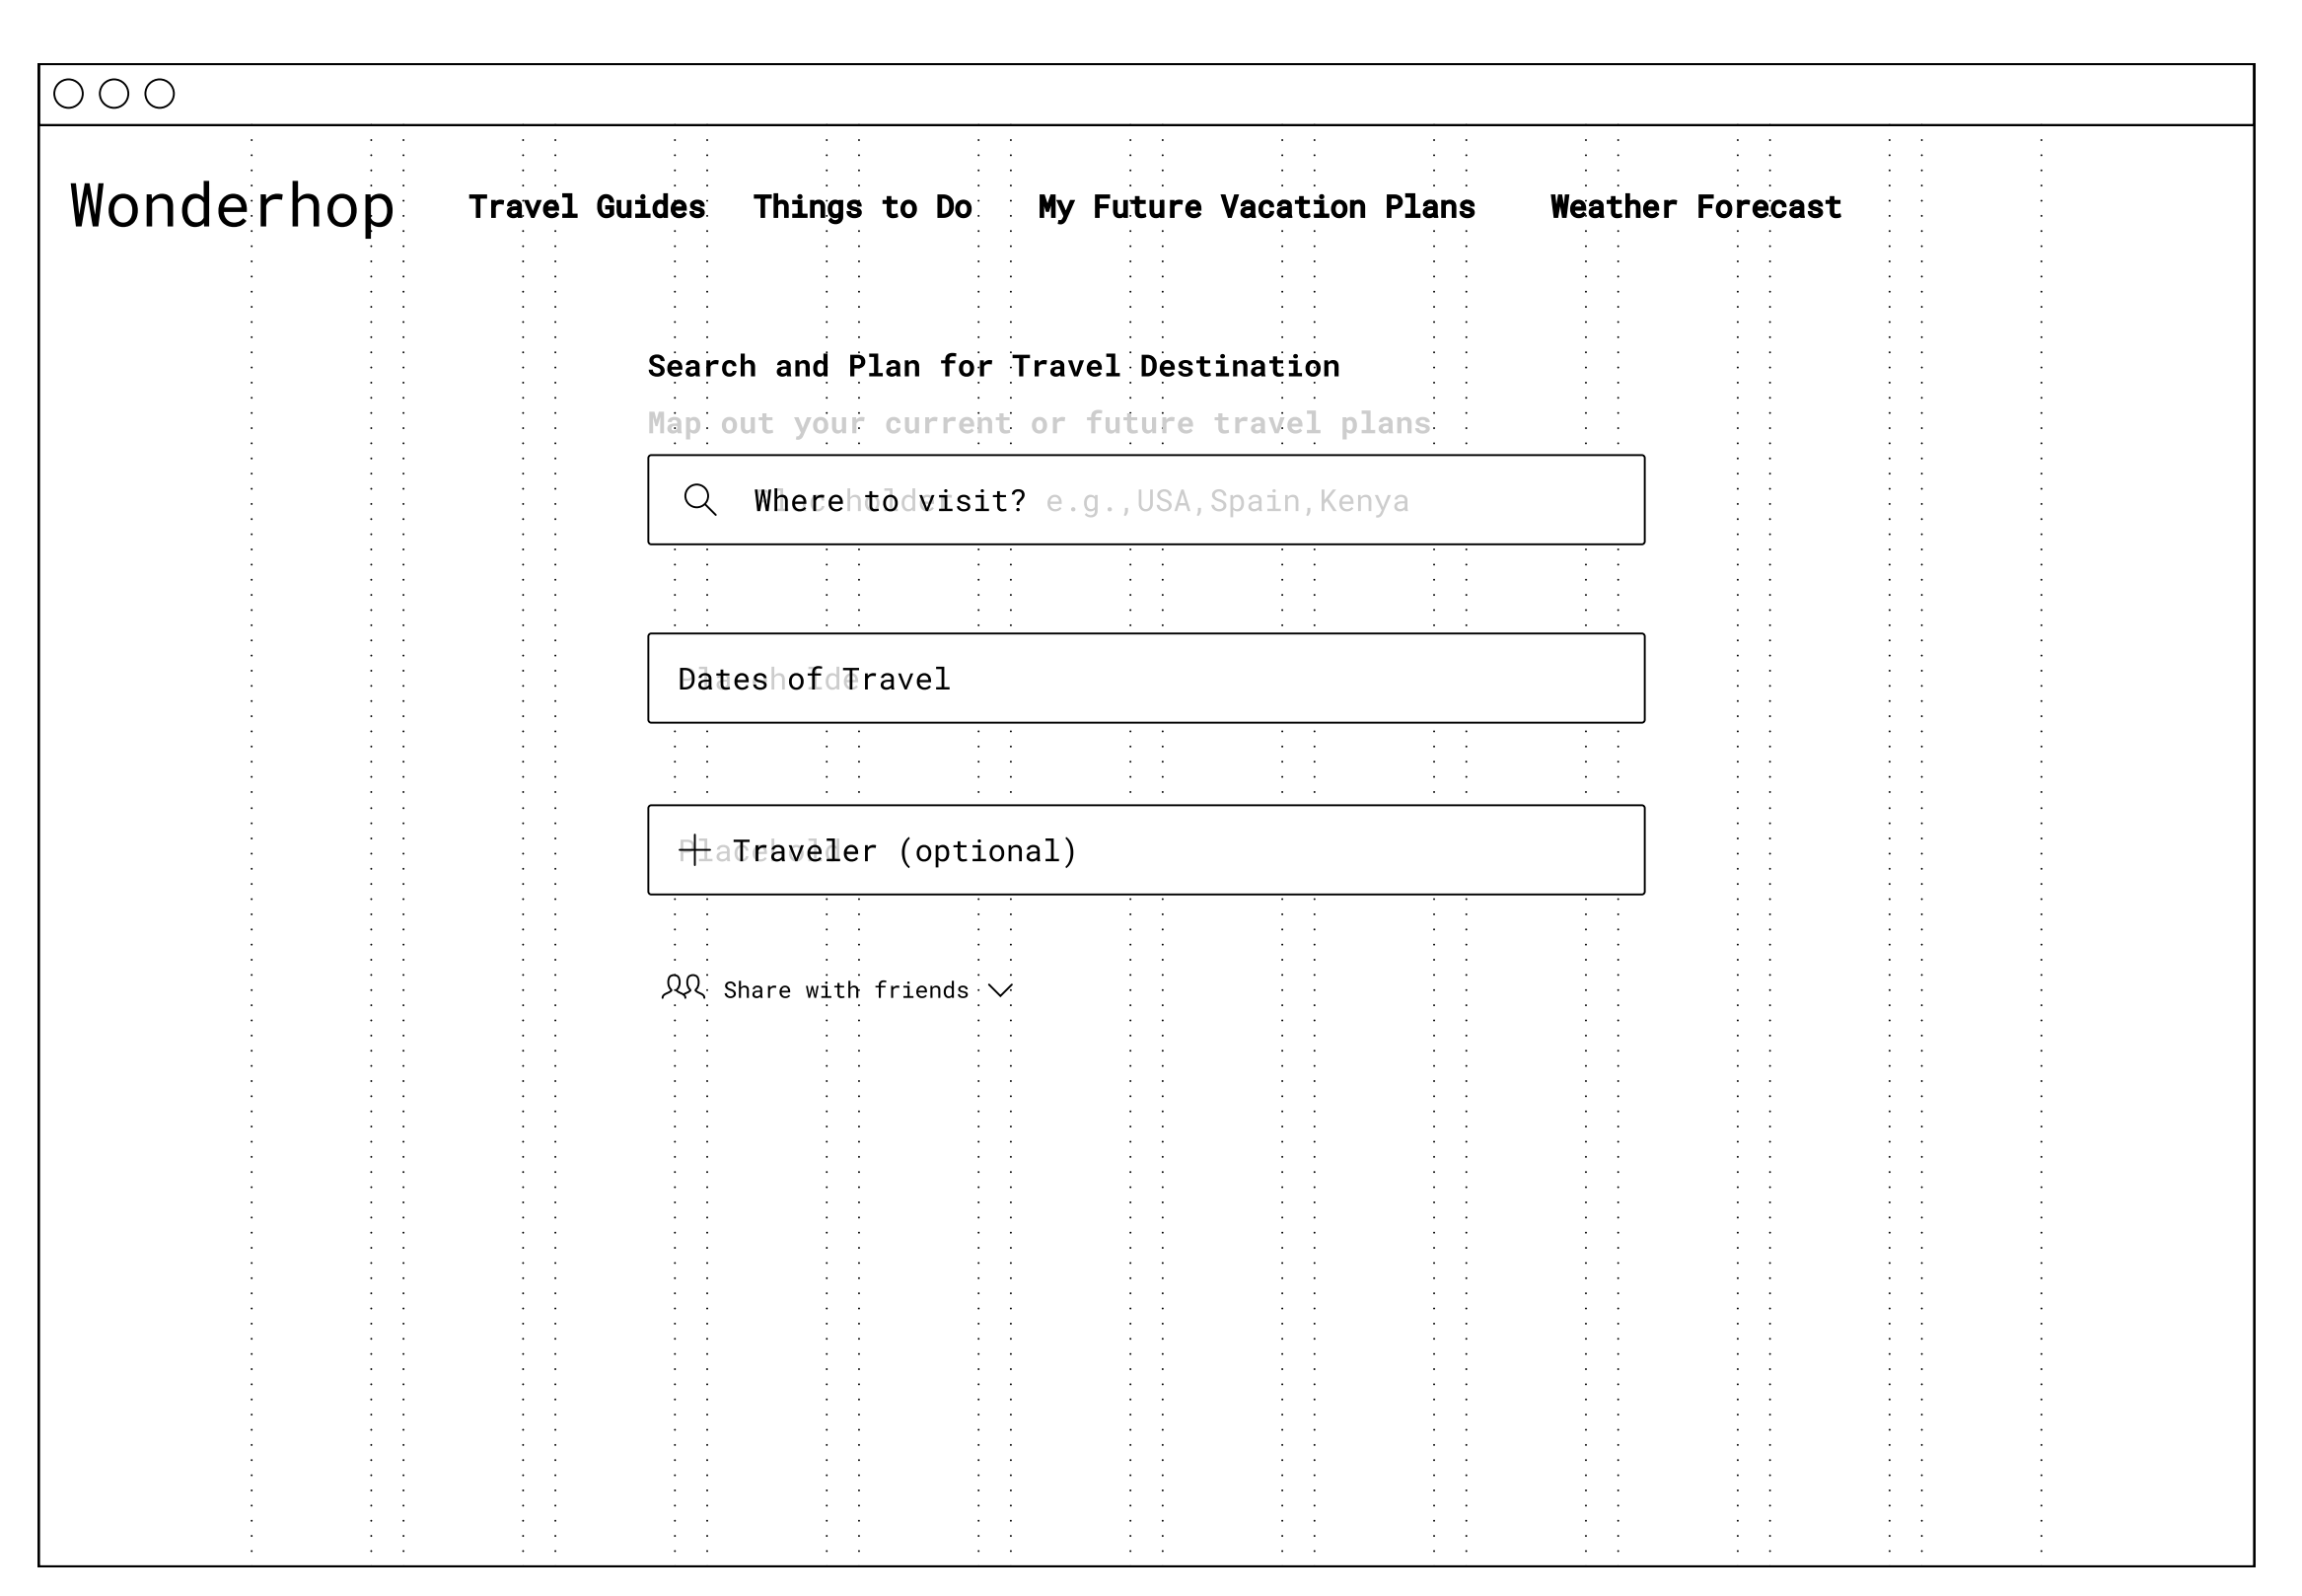 Wonderhop Travel Guides Things to Do My Future Vacation Plans Weather Forecast
Search and Plan for Travel Destination
Map out your current or future travel plans
Where to visit? e.g.,USA,Spain,Kenya
Dates of Travel
Traveler (optional)
Share with friends